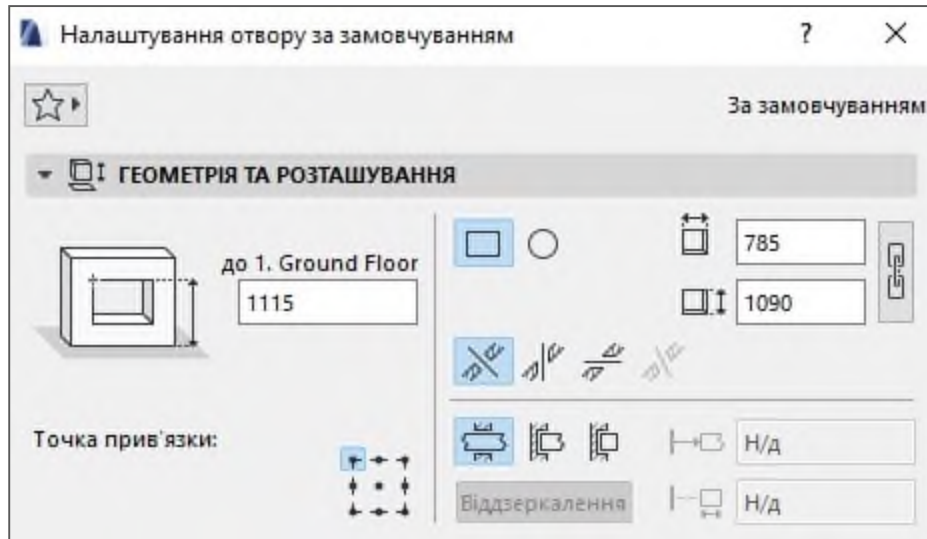 Налаштування отвору за замовчуванням ?
За замовчуванням
ГЕОМЕТРІЯ ТА РОЗТАШУВАННЯ
до 1. Ground Floor
1115
785
1090
Точка прив'язки:
Н/д
Віддзеркалення
Н/д